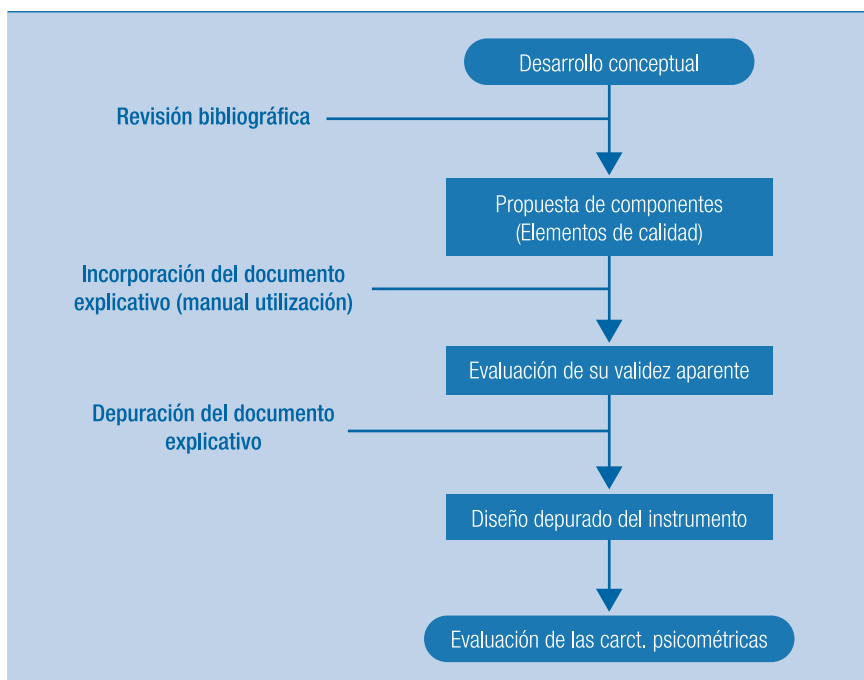 Desarrollo conceptual
Revisión bibliográfica
Propuesta de componentes
(Elementos de calidad)
Incorporación del documento
explicativo (manual utilización)
Evaluación de su validez aparente
Depuración del documento
explicativo
Diseño depurado del instrumento
Evaluación de las carct. psicométricas